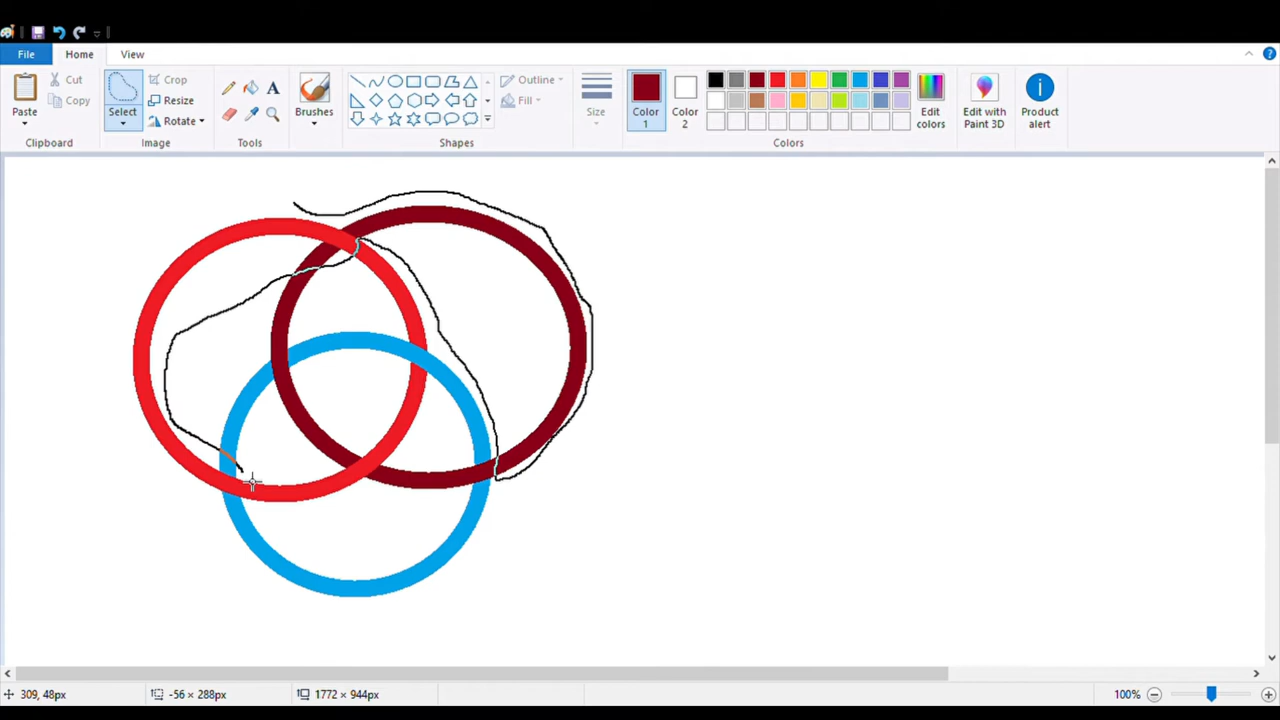 File Home View
Paste Cut Copy
Select Crop Resize Rotate
Brushes
Outline Fill
Size
Color 1
Color 2
Edit colors
Edit with Paint 3D
Product alert
Clipboard Image Tools Shapes Colors
309, 48px -56 × 288px 1772 × 944px 100%